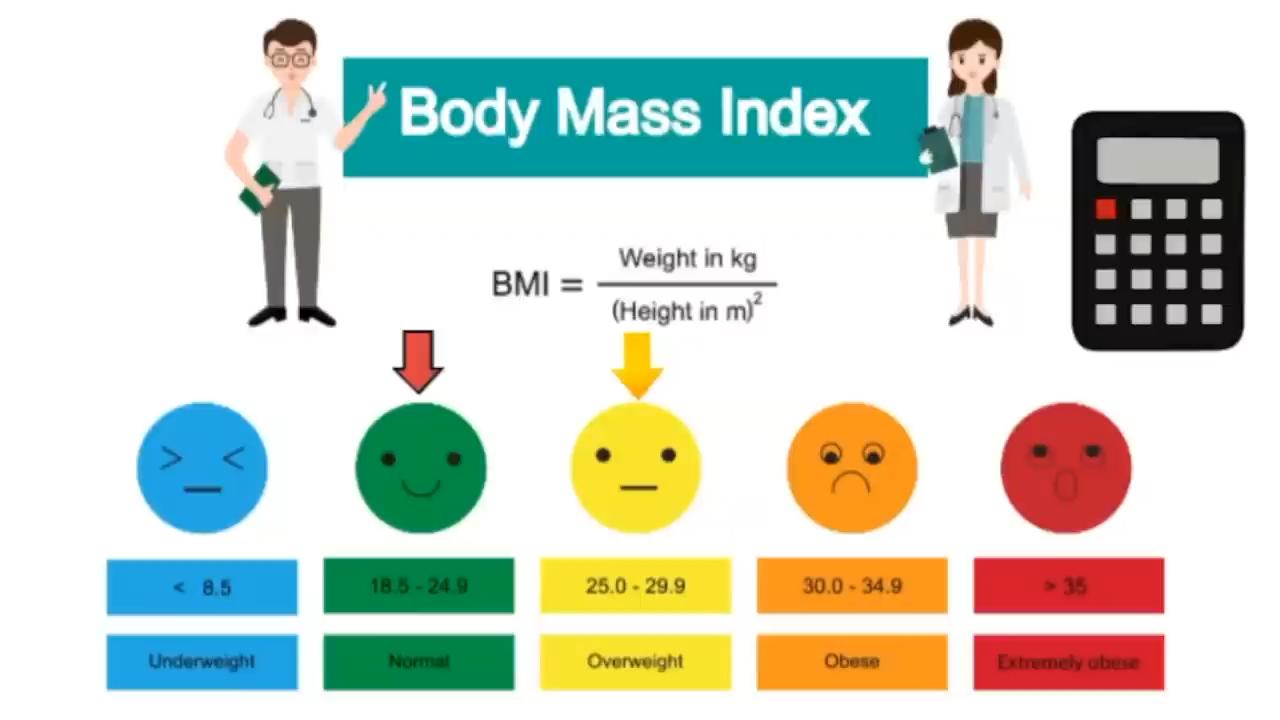 Body Mass Index
BMI =
Weight in kg
(Height in m)²
< 8.5
18.5 - 24.9
25.0 - 29.9
30.0 - 34.9
> 35
Underweight
Normal
Overweight
Obese
Extremely obese